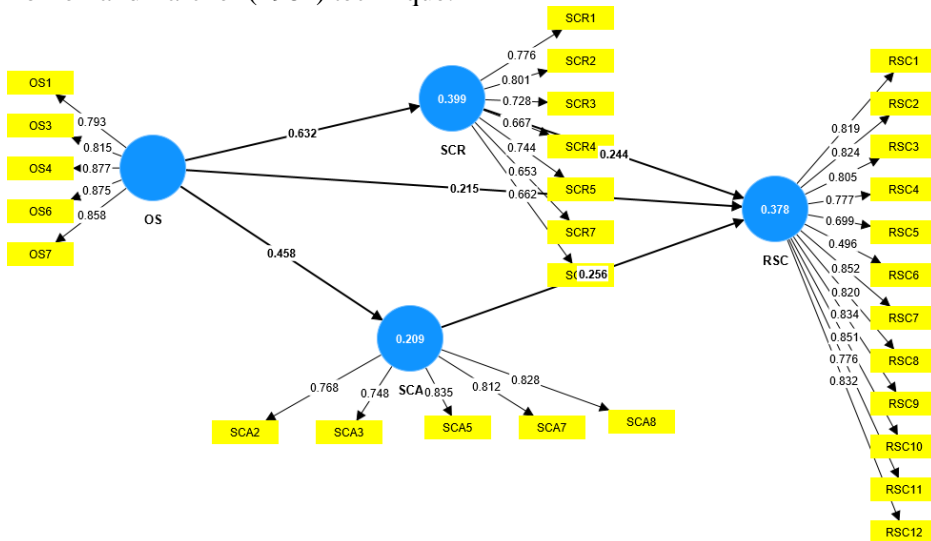 technique.
SCR1
0.776
SCR2
0.801
SCR3
0.728
0.667
SCR4
0.744
SCR5
0.653
0.662
SCR7
0.399
SCR
OS1
0.793
OS3
0.815
OS4
0.877
OS6
0.875
OS7
0.858
OS
0.632
0.244
0.215
0.458
0.256
0.209
SCA
0.768
0.748
0.835
0.812
0.828
SCA2
SCA3
SCA5
SCA7
SCA8
0.378
RSC
RSC1
0.819
RSC2
0.824
RSC3
0.805
RSC4
0.777
RSC5
0.699
RSC6
0.496
RSC7
0.852
RSC8
0.820
RSC9
0.834
RSC10
0.851
RSC11
0.776
RSC12
0.832